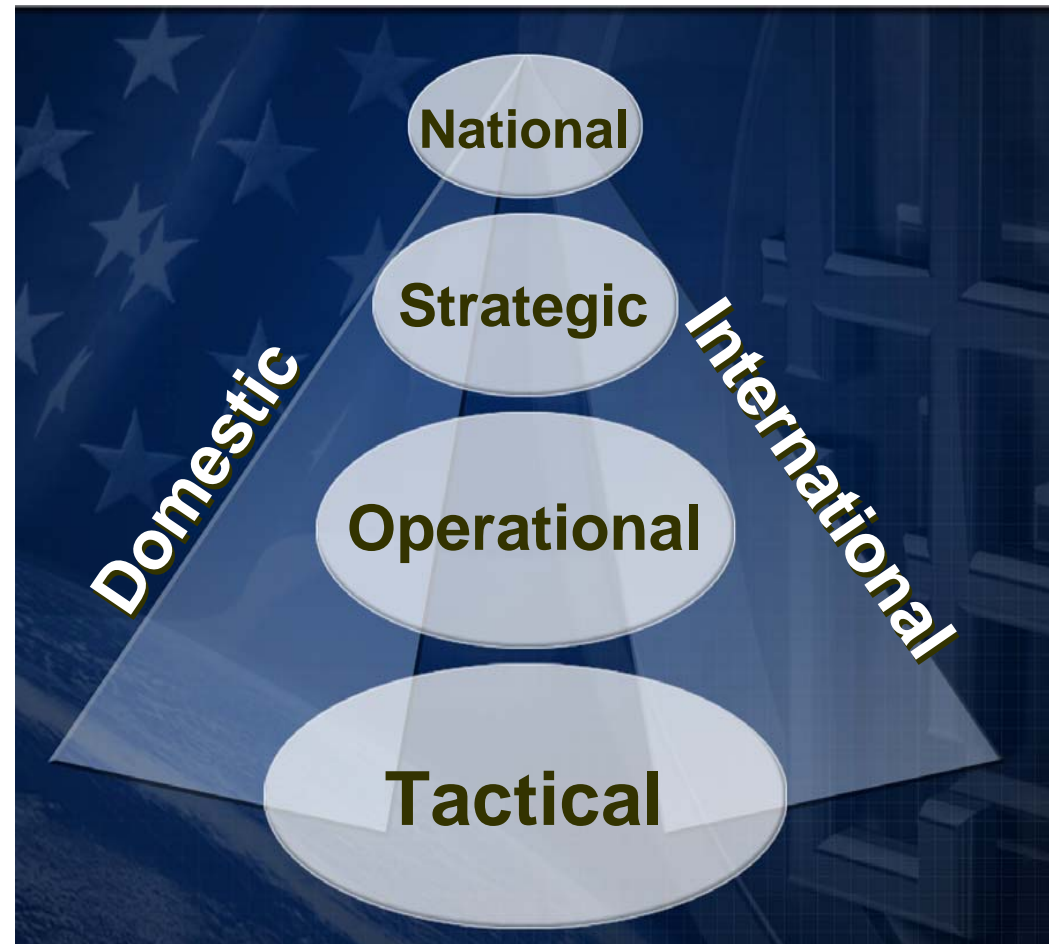 National
Strategic
Domestic
International
Operational
Tactical